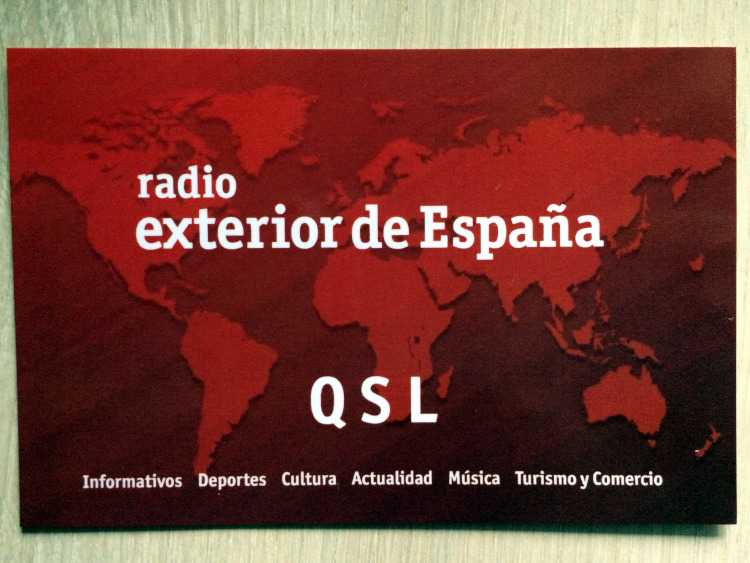 radio
exterior de España
QSL
Informativos Deportes Cultura Actualidad Música Turismo y Comercio